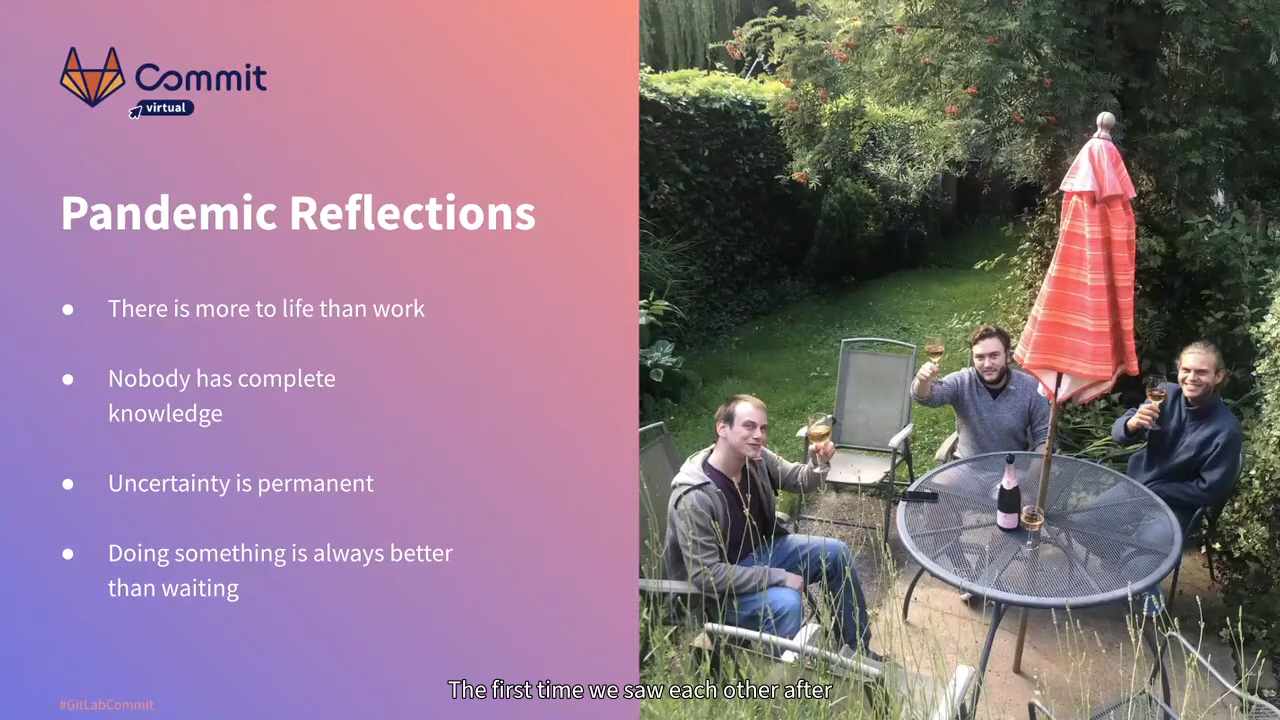 Commit
virtual
Pandemic Reflections
● There is more to life than work
● Nobody has complete
knowledge
● Uncertainty is permanent
● Doing something is always better
than waiting
The first time we saw each other after
#GitLabCommit